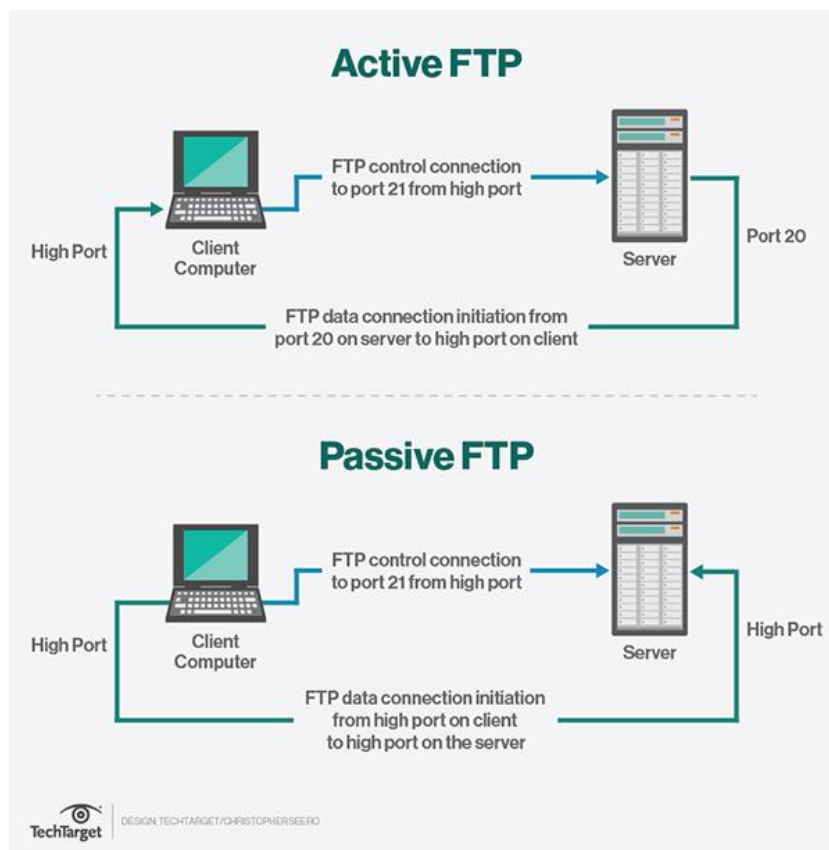 Active FTP
FTP control connection
to port 21 from high port
High Port
Client
Computer
Server
Port 20
FTP data connection initiation from
port 20 on server to high port on client
Passive FTP
FTP control connection
to port 21 from high port
High Port
Client
Computer
Server
High Port
FTP data connection initiation
from high port on client
to high port on the server
TechTarget
DESIGN: TECHTARGET/CHRISTOPHER SEERO